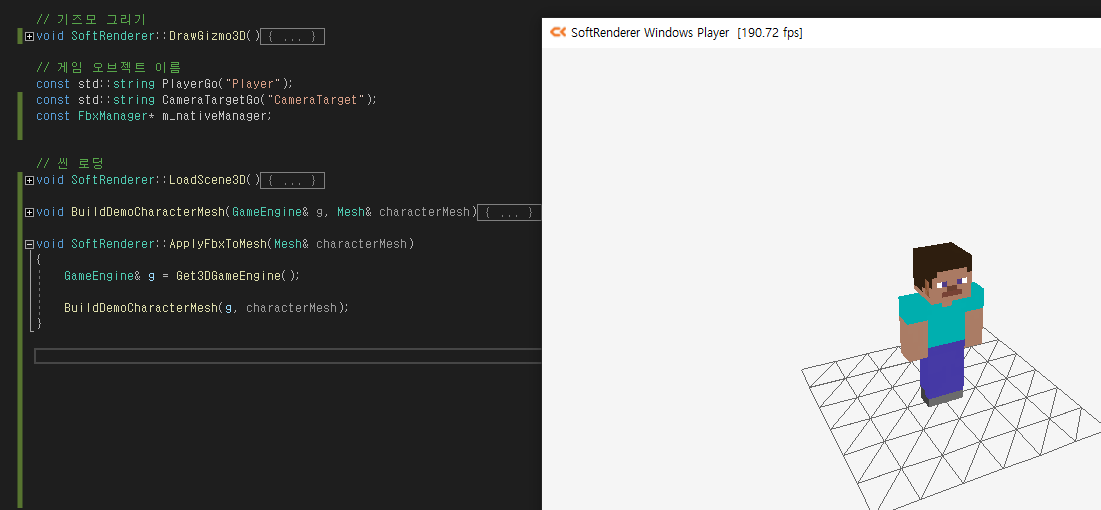 // 기즈모 그리기
void SoftRenderer::DrawGizmo3D() { ... }
// 게임 오브젝트 이름
const std::string PlayerGo("Player");
const std::string CameraTargetGo("CameraTarget");
const FbxManager* m_nativeManager;
// 씬 로딩
void SoftRenderer::LoadScene3D() { ... }
void BuildDemoCharacterMesh(GameEngine& g, Mesh& characterMesh) { ... }
void SoftRenderer::ApplyFbxToMesh(Mesh& characterMesh)
{
GameEngine& g = Get3DGameEngine();
BuildDemoCharacterMesh(g, characterMesh);
}
SoftRenderer Windows Player [190.72 fps]